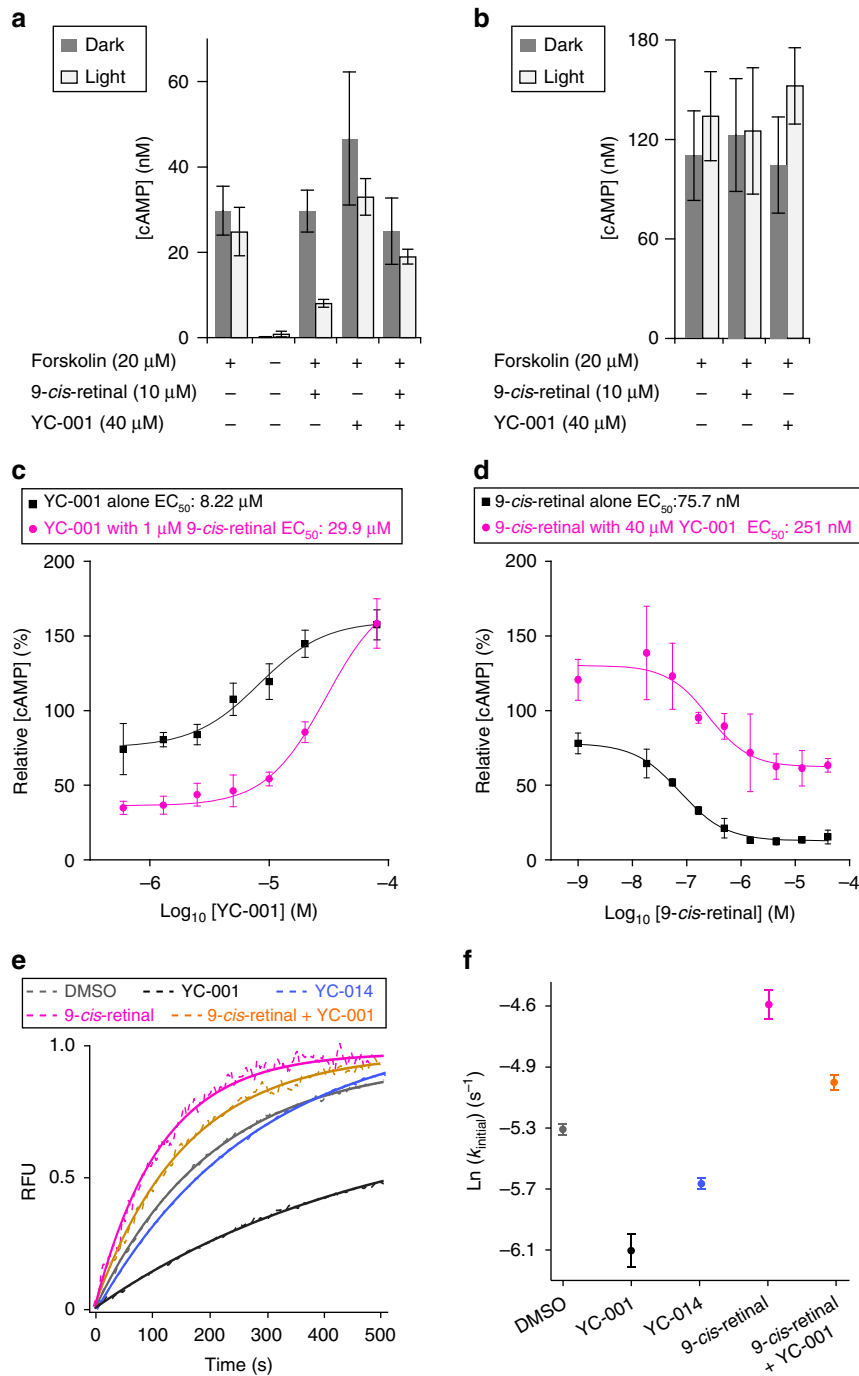 a
Dark
Light
60
40
20
0
[cAMP] (nM)
Forskolin (20 μM) + − + + +
9-cis-retinal (10 μM) − − + − +
YC-001 (40 μM) − − − + +
b
Dark
Light
180
120
60
0
[cAMP] (nM)
Forskolin (20 μM) + + +
9-cis-retinal (10 μM) − + −
YC-001 (40 μM) − − +
c
YC-001 alone EC50: 8.22 μM
YC-001 with 1 μM 9-cis-retinal EC50: 29.9 μM
200
150
100
50
0
Relative [cAMP] (%)
−6 −5 −4
Log10 [YC-001] (M)
d
9-cis-retinal alone EC50:75.7 nM
9-cis-retinal with 40 μM YC-001 EC50: 251 nM
200
150
100
50
0
Relative [cAMP] (%)
−9 −8 −7 −6 −5 −4
Log10 [9-cis-retinal] (M)
e
DMSO YC-001 YC-014
9-cis-retinal 9-cis-retinal + YC-001
1.0
0.5
0
RFU
0 100 200 300 400 500
Time (s)
f
−4.6
−4.9
−5.3
−5.7
−6.1
Ln (kinitial) (s−1)
DMSO
YC-001
YC-014
9-cis-retinal
9-cis-retinal
+ YC-001